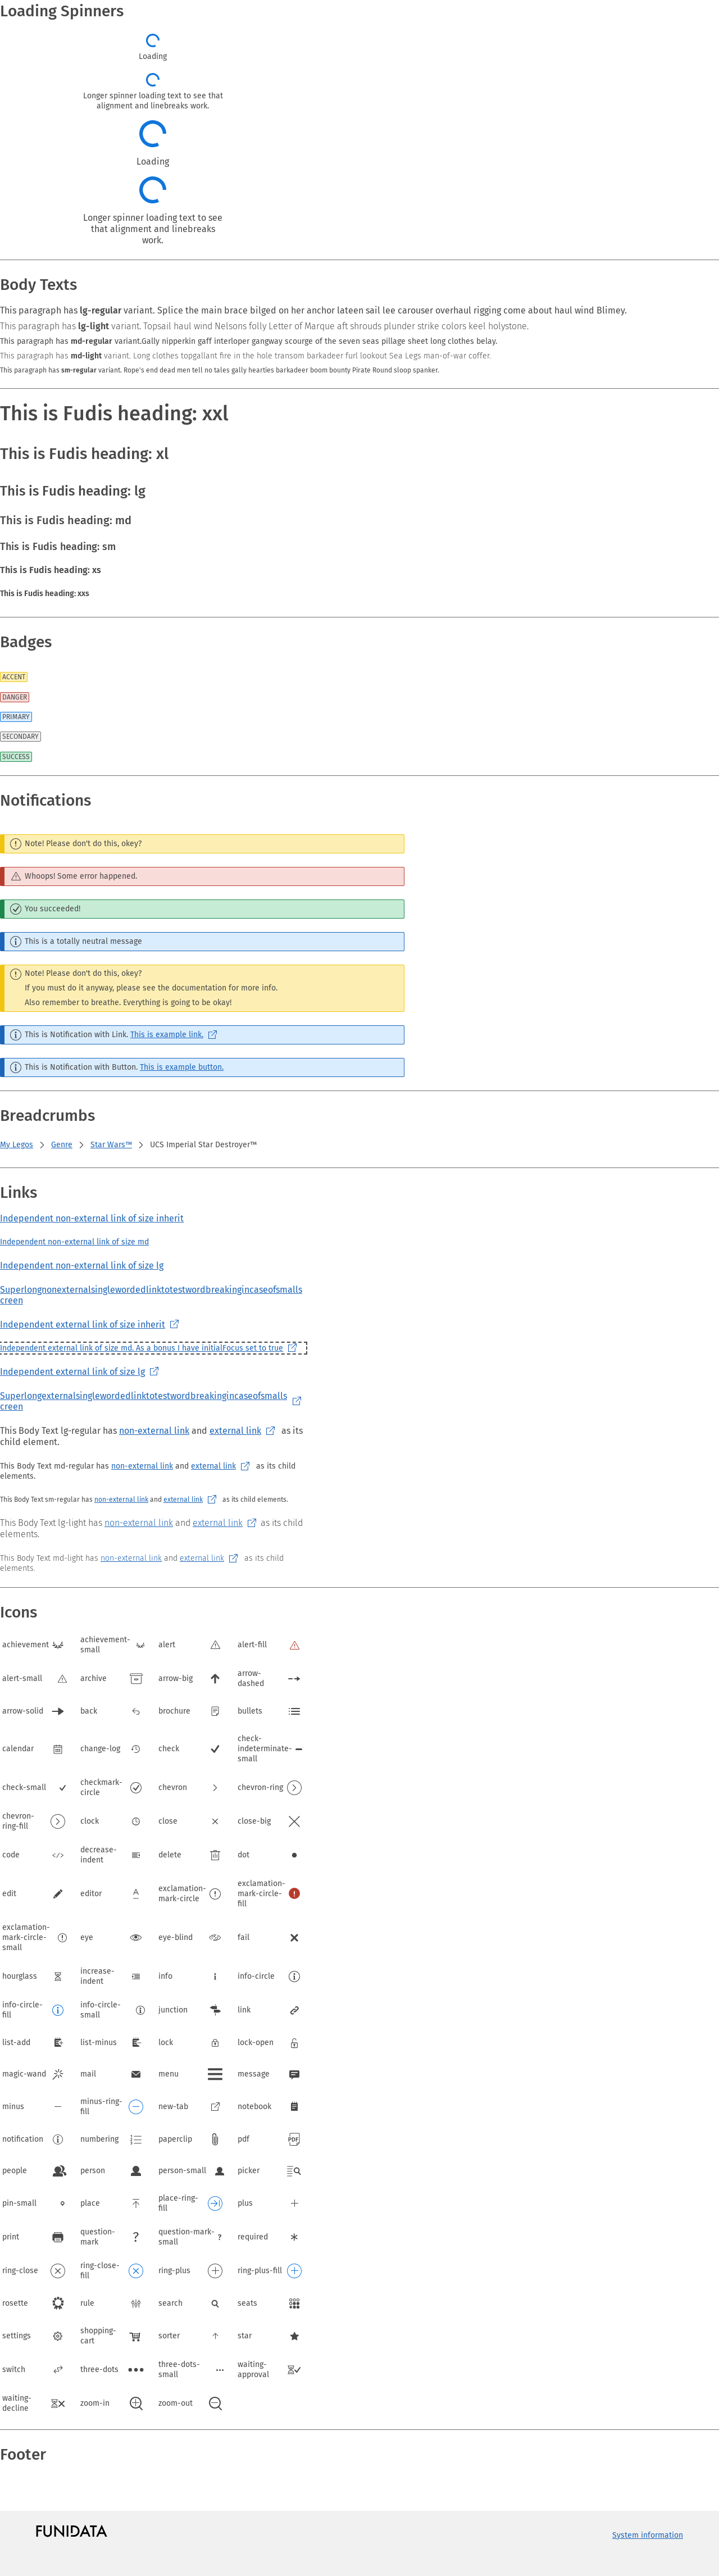 Loading Spinners
Loading
Longer spinner loading text to see that
alignment and linebreaks work.
Loading
Longer spinner loading text to see
that alignment and linebreaks
work.
Body Texts
This paragraph has lg-regular variant. Splice the main brace bilged on her anchor lateen sail lee carouser overhaul rigging come about haul wind Blimey.
This paragraph has lg-light variant. Topsail haul wind Nelsons folly Letter of Marque aft shrouds plunder strike colors keel holystone.
This paragraph has md-regular variant.Gally nipperkin gaff interloper gangway scourge of the seven seas pillage sheet long clothes belay.
This paragraph has md-light variant. Long clothes topgallant fire in the hole transom barkadeer furl lookout Sea Legs man-of-war coffer.
This paragraph has sm-regular variant. Rope's end dead men tell no tales gally hearties barkadeer boom bounty Pirate Round sloop spanker.
This is Fudis heading: xxl
This is Fudis heading: xl
This is Fudis heading: lg
This is Fudis heading: md
This is Fudis heading: sm
This is Fudis heading: xs
This is Fudis heading: xxs
Badges
ACCENT
DANGER
PRIMARY
SECONDARY
SUCCESS
Notifications
Note! Please don't do this, okey?
Whoops! Some error happened.
You succeeded!
This is a totally neutral message
Note! Please don't do this, okey?
If you must do it anyway, please see the documentation for more info.
Also remember to breathe. Everything is going to be okay!
This is Notification with Link. This is example link.
This is Notification with Button. This is example button.
Breadcrumbs
My Legos Genre Star Wars™ UCS Imperial Star Destroyer™
Links
Independent non-external link of size inherit
Independent non-external link of size md
Independent non-external link of size lg
Superlongnonexternalsinglewordedlinktotestwordbreakingincaseofsmalls
creen
Independent external link of size inherit
Independent external link of size md. As a bonus I have initialFocus set to true
Independent external link of size lg
Superlongexternalsinglewordedlinktotestwordbreakingincaseofsmalls
creen
This Body Text lg-regular has non-external link and external link as its
child element.
This Body Text md-regular has non-external link and external link as its child
elements.
This Body Text sm-regular has non-external link and external link as its child elements.
This Body Text lg-light has non-external link and external link as its child
elements.
This Body Text md-light has non-external link and external link as its child
elements.
Icons
achievement
achievement-
small
alert
alert-fill
alert-small
archive
arrow-big
arrow-
dashed
arrow-solid
back
brochure
bullets
calendar
change-log
check
check-
indeterminate-
small
check-small
checkmark-
circle
chevron
chevron-ring
chevron-
ring-fill
clock
close
close-big
code
decrease-
indent
delete
dot
edit
editor
exclamation-
mark-circle
exclamation-
mark-circle-
fill
exclamation-
mark-circle-
small
eye
eye-blind
fail
hourglass
increase-
indent
info
info-circle
info-circle-
fill
info-circle-
small
junction
link
list-add
list-minus
lock
lock-open
magic-wand
mail
menu
message
minus
minus-ring-
fill
new-tab
notebook
notification
numbering
paperclip
pdf
PDF
people
person
person-small
picker
pin-small
place
place-ring-
fill
plus
print
question-
mark
question-mark-
small
required
ring-close
ring-close-
fill
ring-plus
ring-plus-fill
rosette
rule
search
seats
settings
shopping-
cart
sorter
star
switch
three-dots
three-dots-
small
waiting-
approval
waiting-
decline
zoom-in
zoom-out
Footer
FUNIDATA
System information